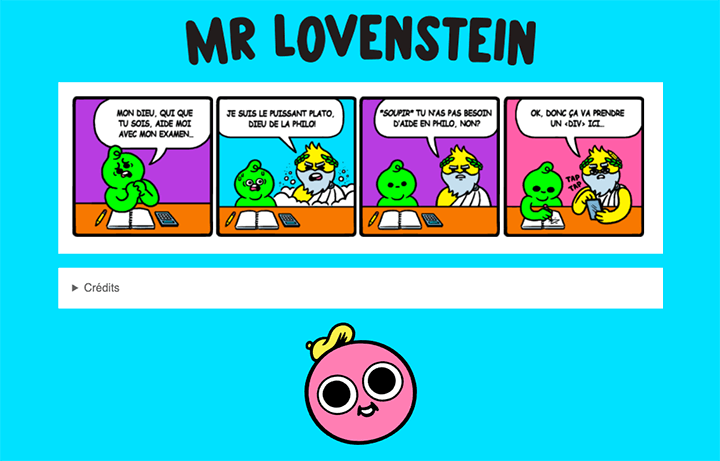 MR LOVENSTEIN
MON DIEU, QUI QUE
TU SOIS, AIDE MOI
AVEC MON EXAMEN...
JE SUIS LE PUISSANT PLATO,
DIEU DE LA PHILO!
*SOUPIR* TU N'AS PAS BESOIN
D'AIDE EN PHILO, NON?
OK, DONC ÇA VA PRENDRE
UN <DIV> ICI...
TAP
TAP
Crédits